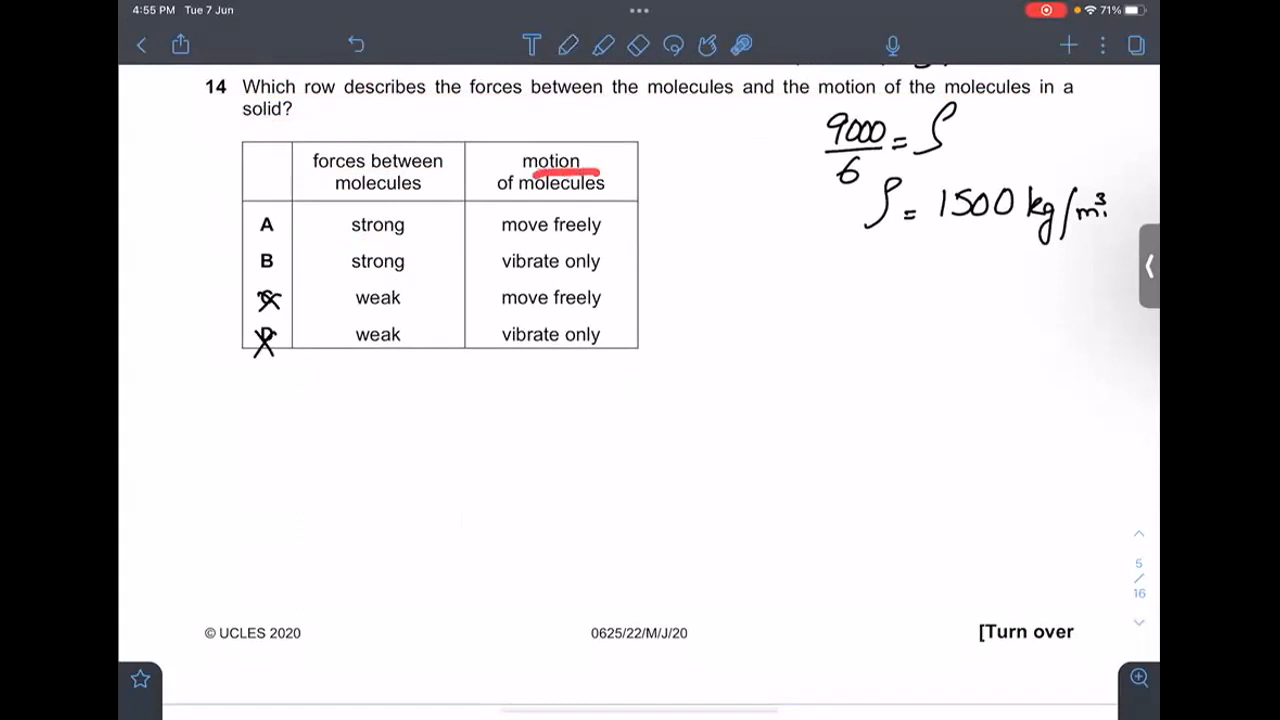 4:55 PM Tue 7 Jun
71%
14 Which row describes the forces between the molecules and the motion of the molecules in a
solid?
9000/6 = ρ
ρ = 1500 kg/m³.
forces between
molecules
motion
of molecules
A strong move freely
B strong vibrate only
C weak move freely
D weak vibrate only
5
/
16
© UCLES 2020 0625/22/M/J/20 [Turn over